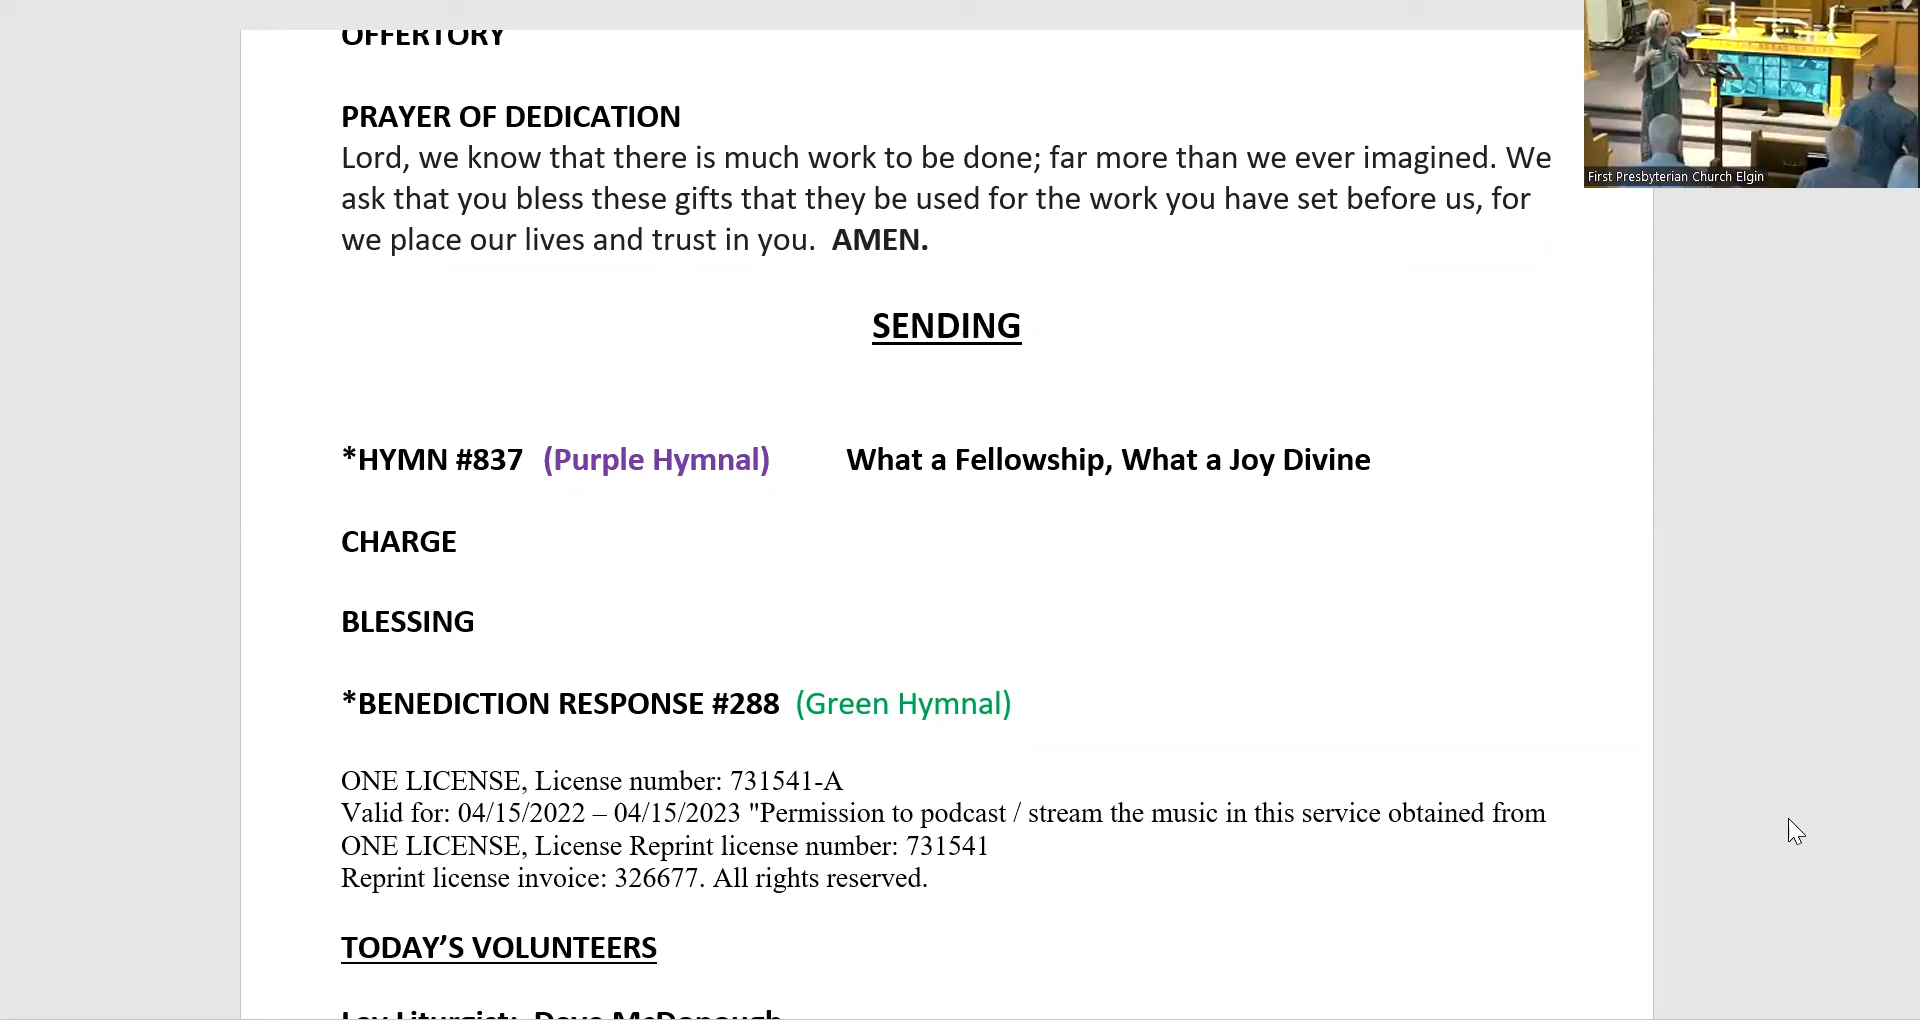 OFFERTORY
PRAYER OF DEDICATION
Lord, we know that there is much work to be done; far more than we ever imagined. We
ask that you bless these gifts that they be used for the work you have set before us, for
we place our lives and trust in you.  AMEN.
SENDING
*HYMN #837 (Purple Hymnal) What a Fellowship, What a Joy Divine
CHARGE
BLESSING
*BENEDICTION RESPONSE #288 (Green Hymnal)
ONE LICENSE, License number: 731541-A
Valid for: 04/15/2022 – 04/15/2023 "Permission to podcast / stream the music in this service obtained from
ONE LICENSE, License Reprint license number: 731541
Reprint license invoice: 326677. All rights reserved.
TODAY’S VOLUNTEERS
Lay Liturgist: Dave McDonough
First Presbyterian Church Elgin